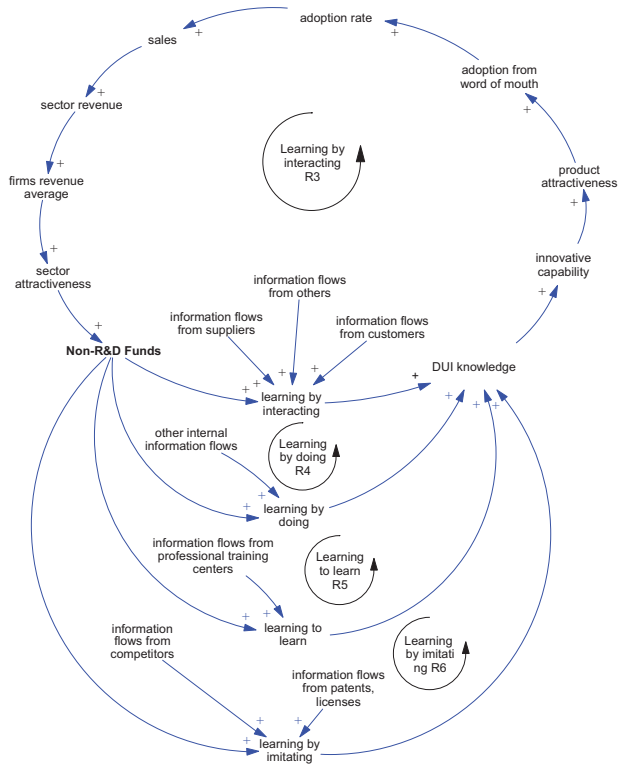 adoption rate
+
+
sales
adoption from
word of mouth
+
+
sector revenue
Learning by
interacting
R3
+
firms revenue
average
product
attractiveness
+
+
sector
attractiveness
innovative
capability
+
information flows
from others
information flows
from suppliers
information flows
from customers
+
Non-R&D Funds
DUI knowledge
+
+
+
+
+
+
learning by
interacting
+
+
+
other internal
information flows
Learning
by doing
R4
+
+
learning by
doing
information flows from
professional training
centers
Learning
to learn
R5
+
+
learning to
learn
information
flows from
competitors
Learning
by imitati
ng R6
information flows
from patents,
licenses
+
+
+
learning by
imitating